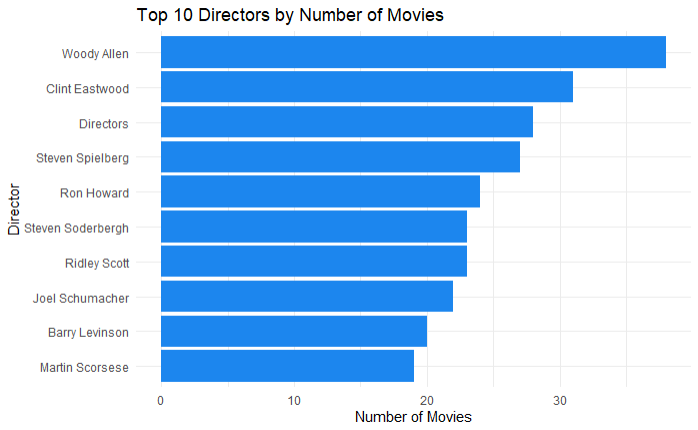 Top 10 Directors by Number of Movies
Director
Woody Allen
Clint Eastwood
Directors
Steven Spielberg
Ron Howard
Steven Soderbergh
Ridley Scott
Joel Schumacher
Barry Levinson
Martin Scorsese
0 10 20 30
Number of Movies